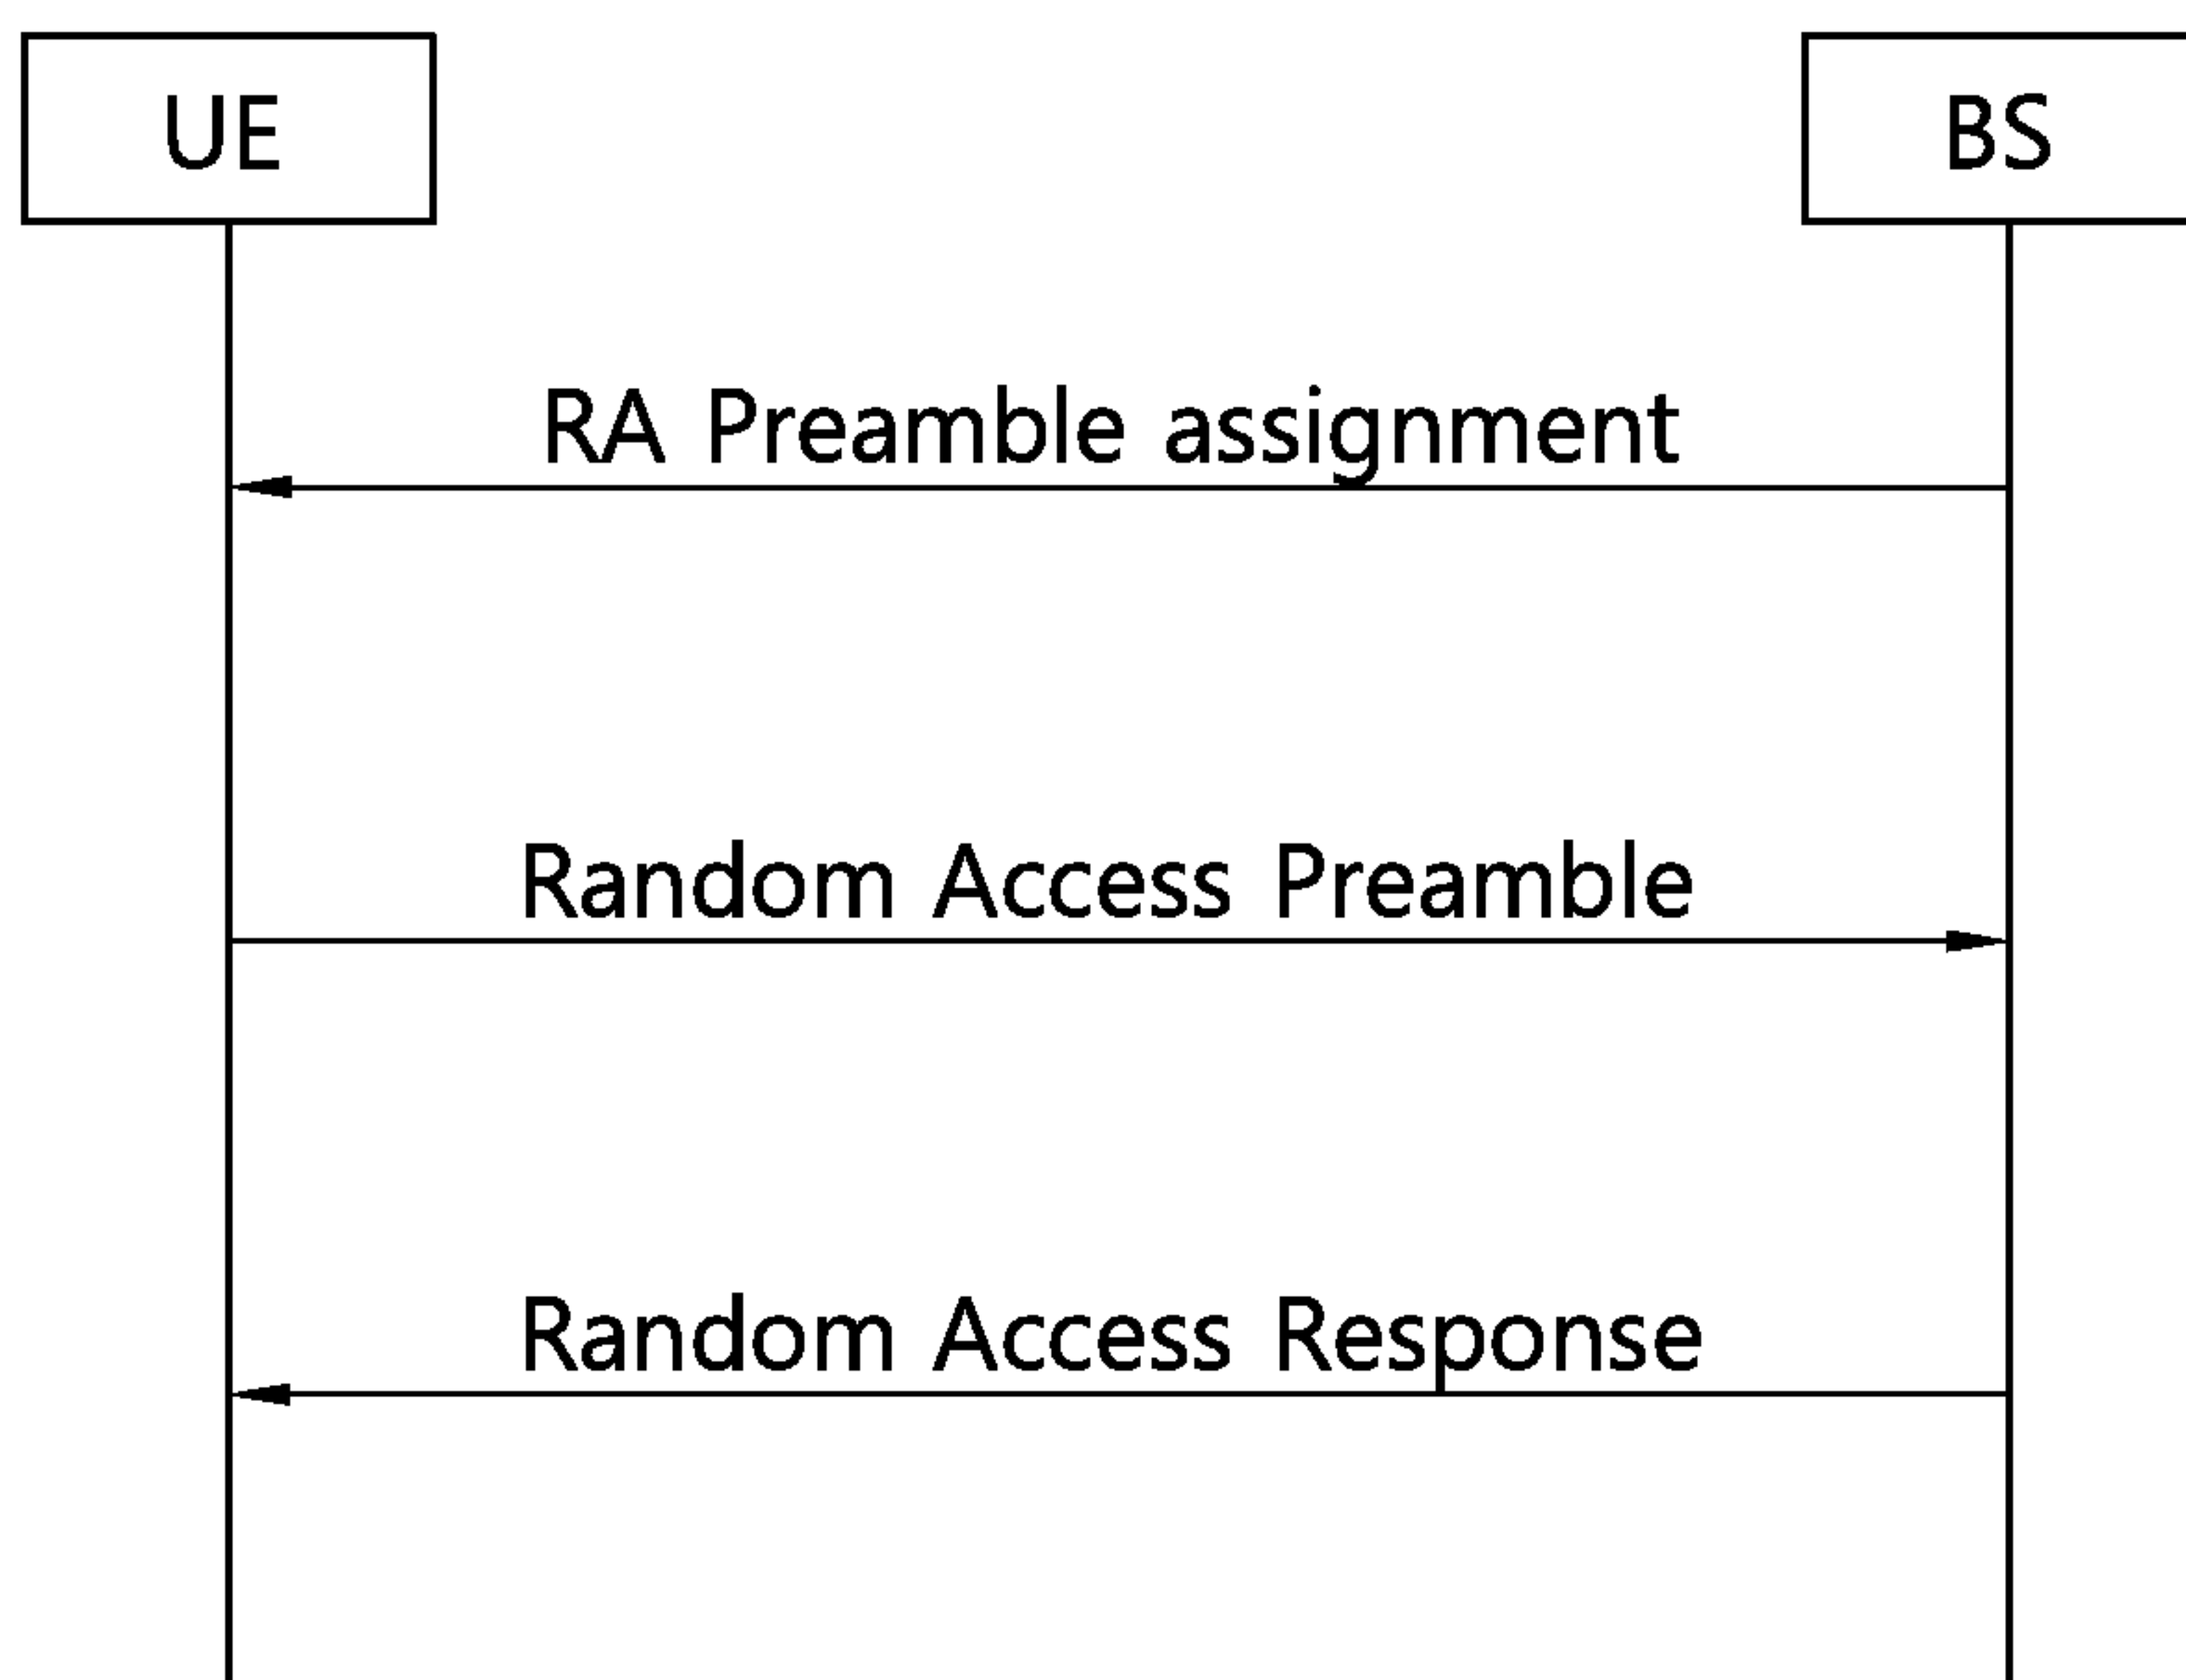 UE
BS
RA Preamble assignment
Random Access Preamble
Random Access Response